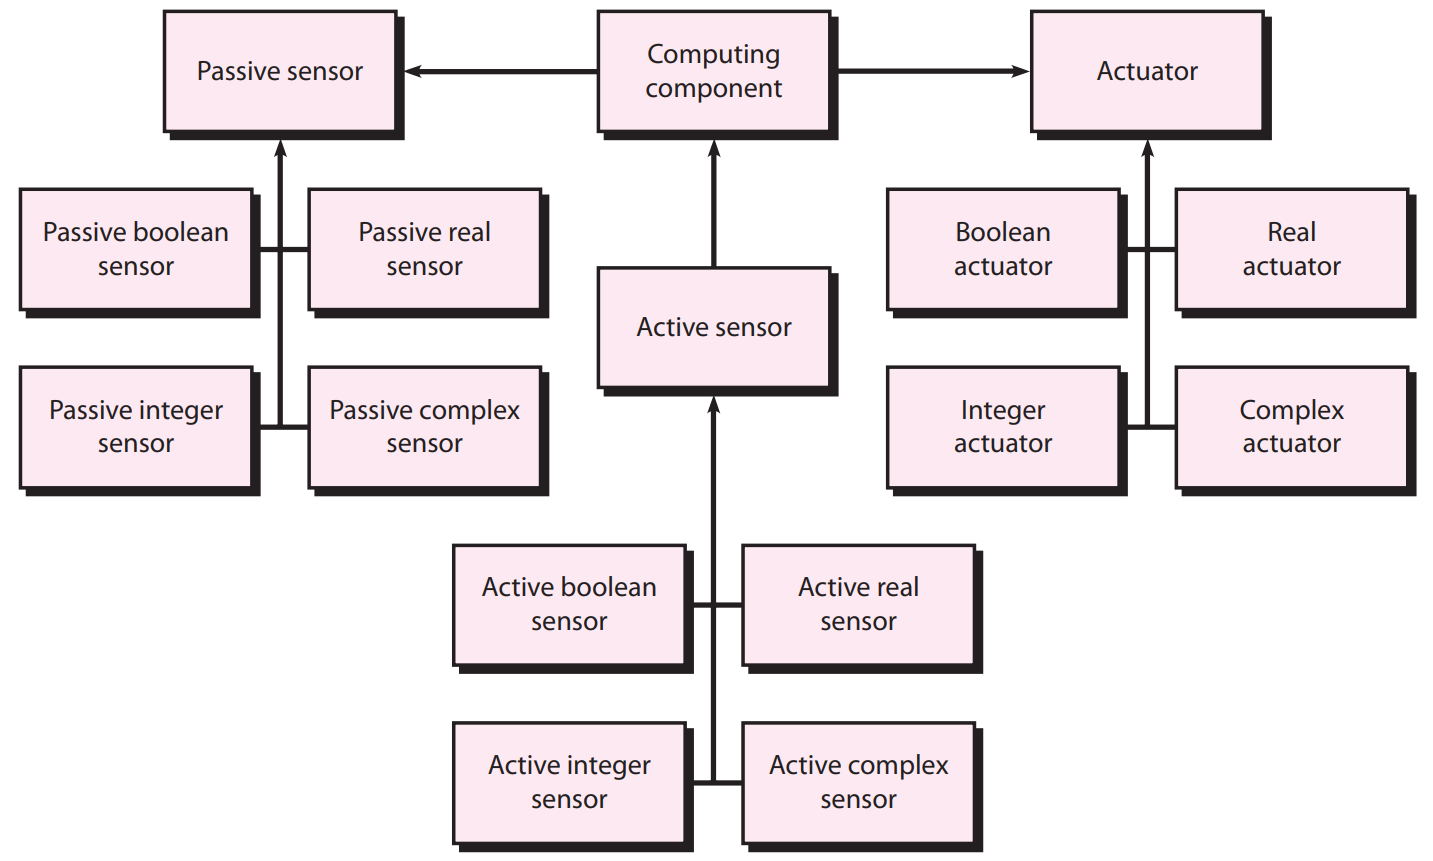 Passive sensor
Computing
component
Actuator
Passive boolean
sensor
Passive real
sensor
Boolean
actuator
Real
actuator
Active sensor
Passive integer
sensor
Passive complex
sensor
Integer
actuator
Complex
actuator
Active boolean
sensor
Active real
sensor
Active integer
sensor
Active complex
sensor